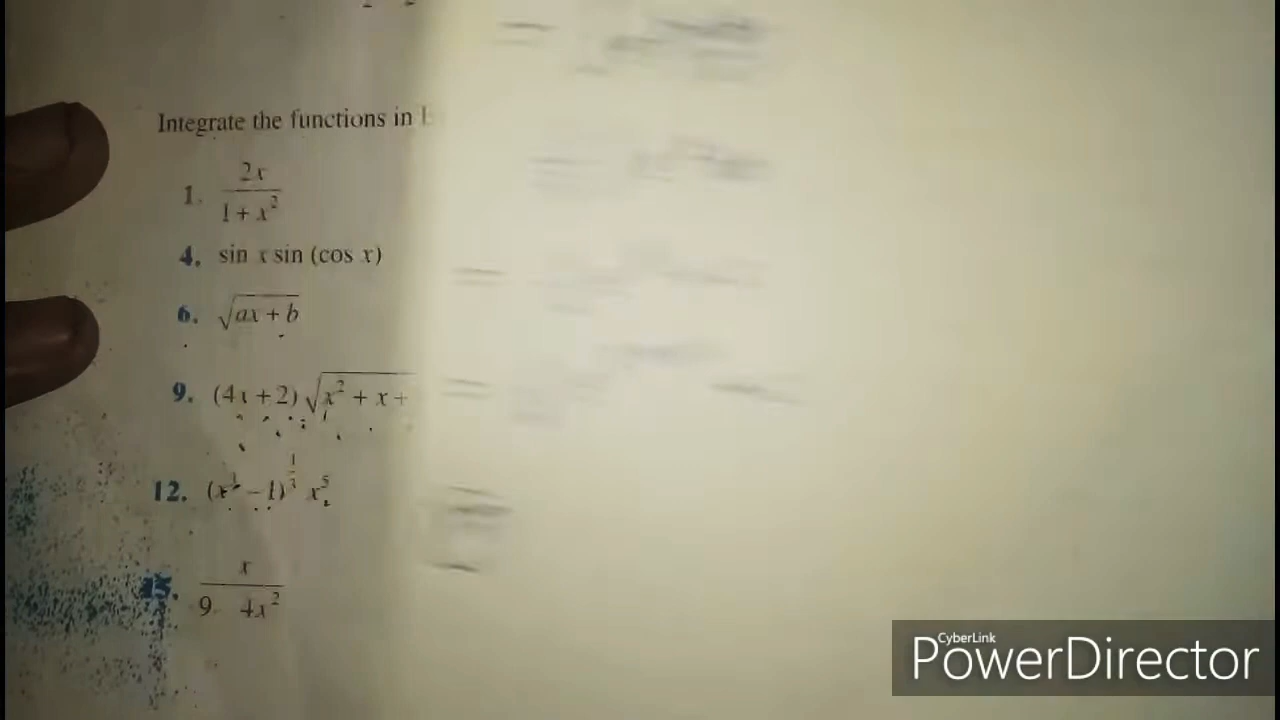 Integrate the functions in
1. 2x / 1 + x²
4. sin x sin (cos x)
6. √ax + b
9. (4x + 2) √x² + x +
12. (x³ – 1)^1/3 x⁵
15. x / 9 4x²
CyberLink
PowerDirector